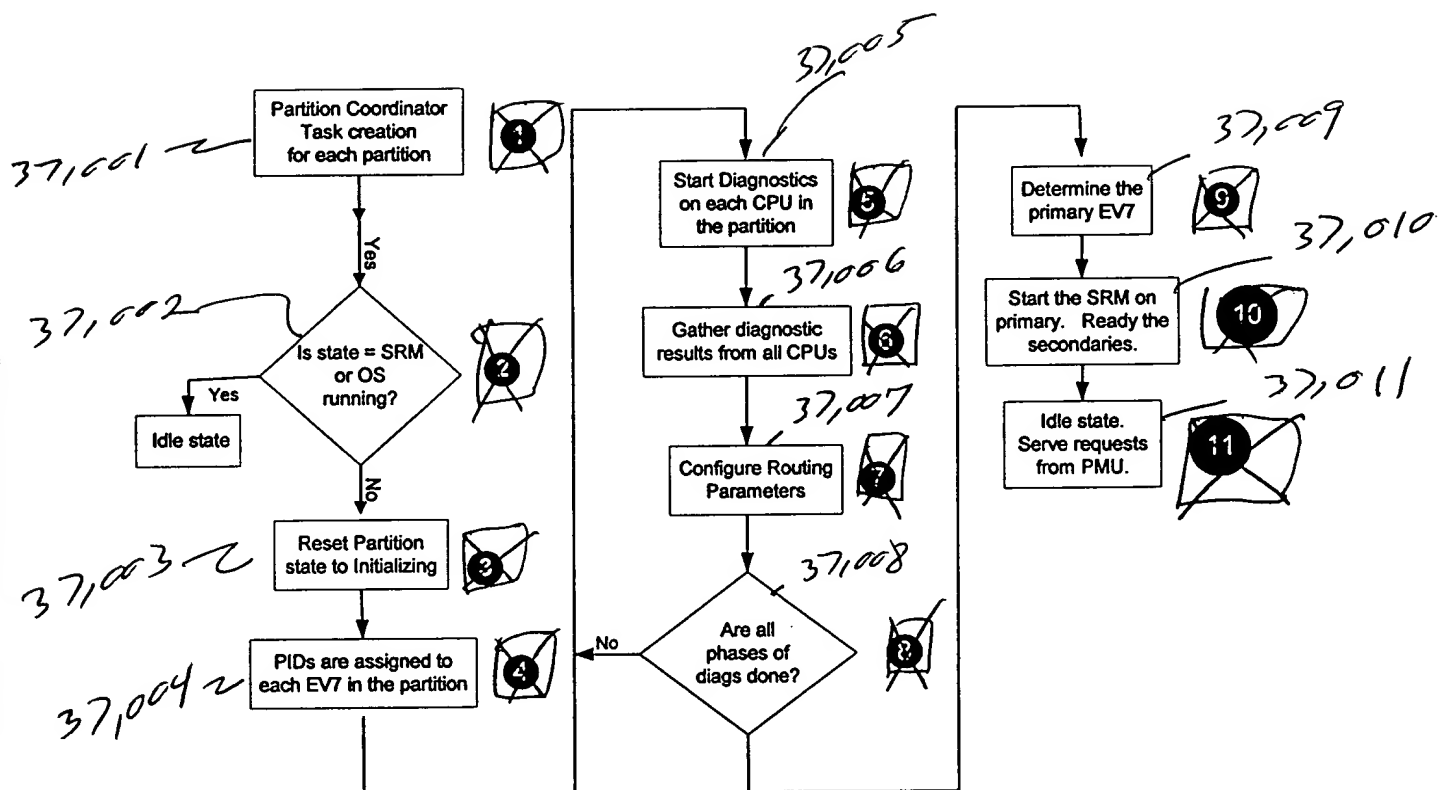 37,001
Partition Coordinator
Task creation
for each partition
1
Yes
37,002
Is state = SRM
or OS
running?
2
Yes
Idle state
No
37,003
Reset Partition
state to Initializing
3
37,004
PIDs are assigned to
each EV7 in the partition
4
37,005
Start Diagnostics
on each CPU in
the partition
5
37,006
Gather diagnostic
results from all CPUs
6
37,007
Configure Routing
Parameters
7
37,008
Are all
phases of
diags done?
8
No
37,009
Determine the
primary EV7
9
37,010
Start the SRM on
primary. Ready the
secondaries.
10
37,011
Idle state.
Serve requests
from PMU.
11